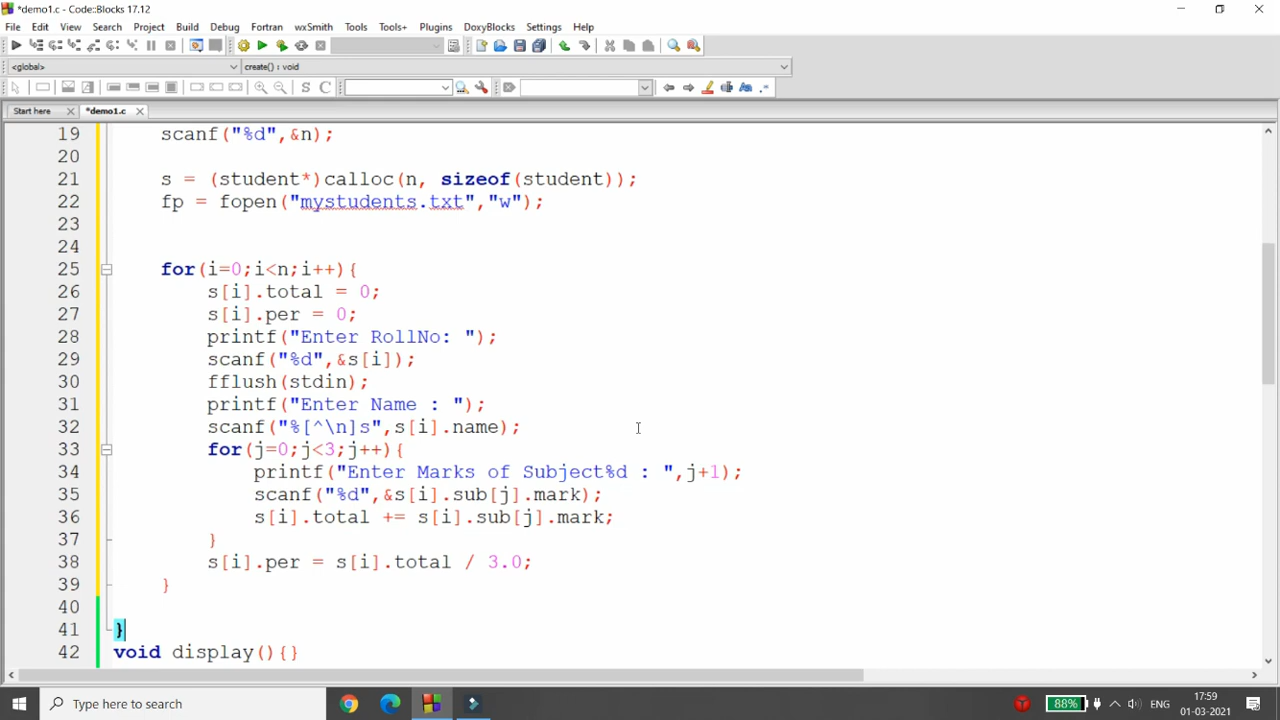 *demo1.c - Code::Blocks 17.12
File Edit View Search Project Build Debug Fortran wxSmith Tools Tools+ Plugins DoxyBlocks Settings Help
<global> create() : void
Start here *demo1.c
19 scanf("%d",&n);
20
21 s = (student*)calloc(n, sizeof(student));
22 fp = fopen("mystudents.txt","w");
23
24
25 for(i=0;i<n;i++){
26 s[i].total = 0;
27 s[i].per = 0;
28 printf("Enter RollNo: ");
29 scanf("%d",&s[i]);
30 fflush(stdin);
31 printf("Enter Name : ");
32 scanf("%[^\n]s",s[i].name);
33 for(j=0;j<3;j++){
34 printf("Enter Marks of Subject%d : ",j+1);
35 scanf("%d",&s[i].sub[j].mark);
36 s[i].total += s[i].sub[j].mark;
37 }
38 s[i].per = s[i].total / 3.0;
39 }
40
41 }
42 void display(){}
Type here to search 88% ENG 17:59
01-03-2021